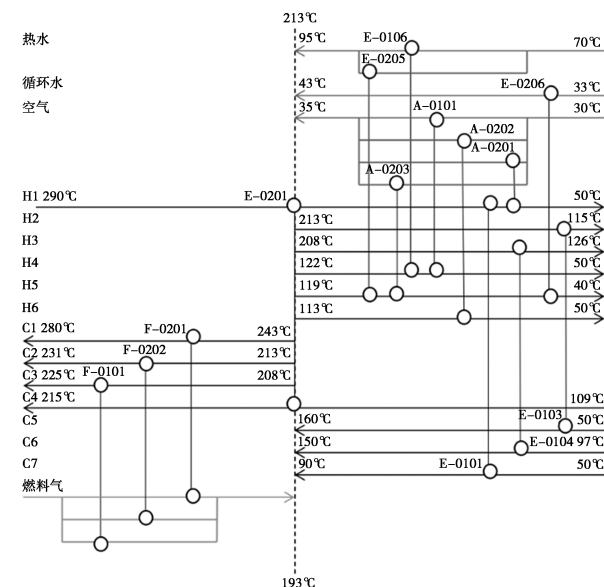 213℃
热水 95℃ E-0106 70℃
E-0205
循环水 43℃ E-0206 33℃
空气 35℃ A-0101 30℃
A-0202
A-0201
A-0203
H1 290℃ E-0201 50℃
H2 213℃ 115℃
H3 208℃ 126℃
H4 122℃ 50℃
H5 119℃ 40℃
H6 113℃ 50℃
C1 280℃ F-0201 243℃
C2 231℃ F-0202 213℃
C3 225℃ F-0101 208℃
C4 215℃ 109℃
C5 160℃ E-0103 50℃
C6 150℃ E-0104 97℃
C7 90℃ E-0101 50℃
燃料气
193℃